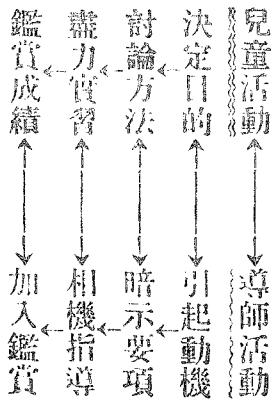 兒童活動
決定目的
討論方法
盡力實習
鑑賞成績
導師活動
引起動機
暗示要項
相機指導
加入鑑賞